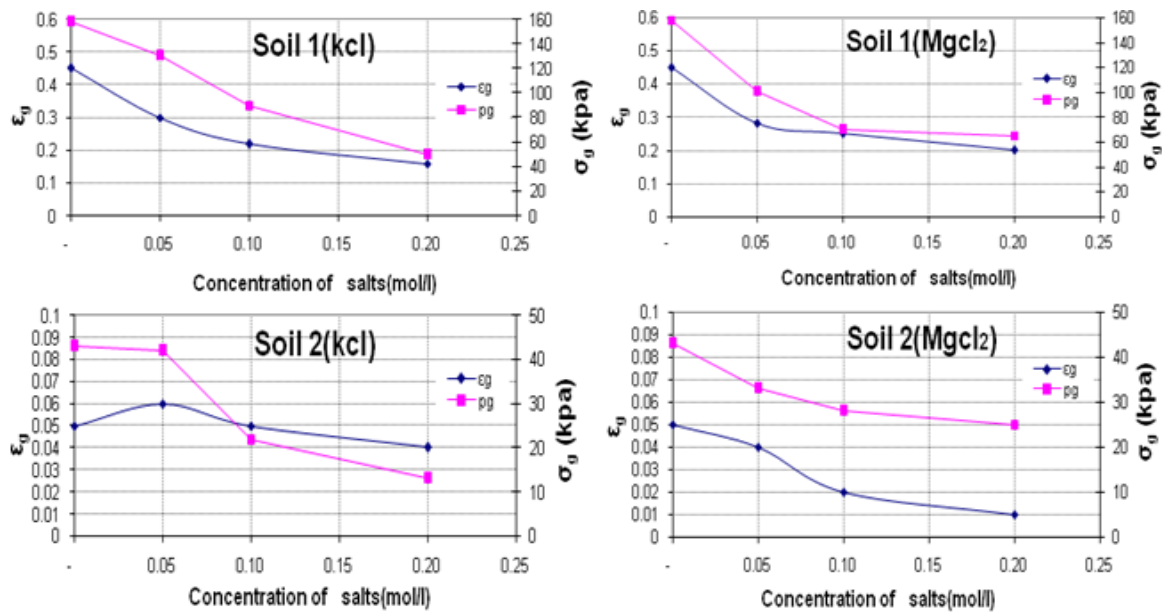 Soil 1(kcl)
0.6
0.5
0.4
0.3
0.2
0.1
0
εg
160
140
120
100
80
60
40
20
0
σg (kpa)
εg
pg
- 0.05 0.10 0.15 0.20 0.25
Concentration of salts(mol/l)
Soil 1(Mgcl₂)
0.6
0.5
0.4
0.3
0.2
0.1
0
εg
160
140
120
100
80
60
40
20
0
σg (kpa)
εg
pg
- 0.05 0.10 0.15 0.20 0.25
Concentration of salts(mol/l)
Soil 2(kcl)
0.1
0.09
0.08
0.07
0.06
0.05
0.04
0.03
0.02
0.01
0
εg
50
40
30
20
10
0
σg (kpa)
εg
pg
- 0.05 0.10 0.15 0.20 0.25
Concentration of salts(mol/l)
Soil 2(Mgcl₂)
0.1
0.09
0.08
0.07
0.06
0.05
0.04
0.03
0.02
0.01
0
εg
50
40
30
20
10
0
σg (kpa)
εg
pg
- 0.05 0.10 0.15 0.20 0.25
Concentration of salts(mol/l)